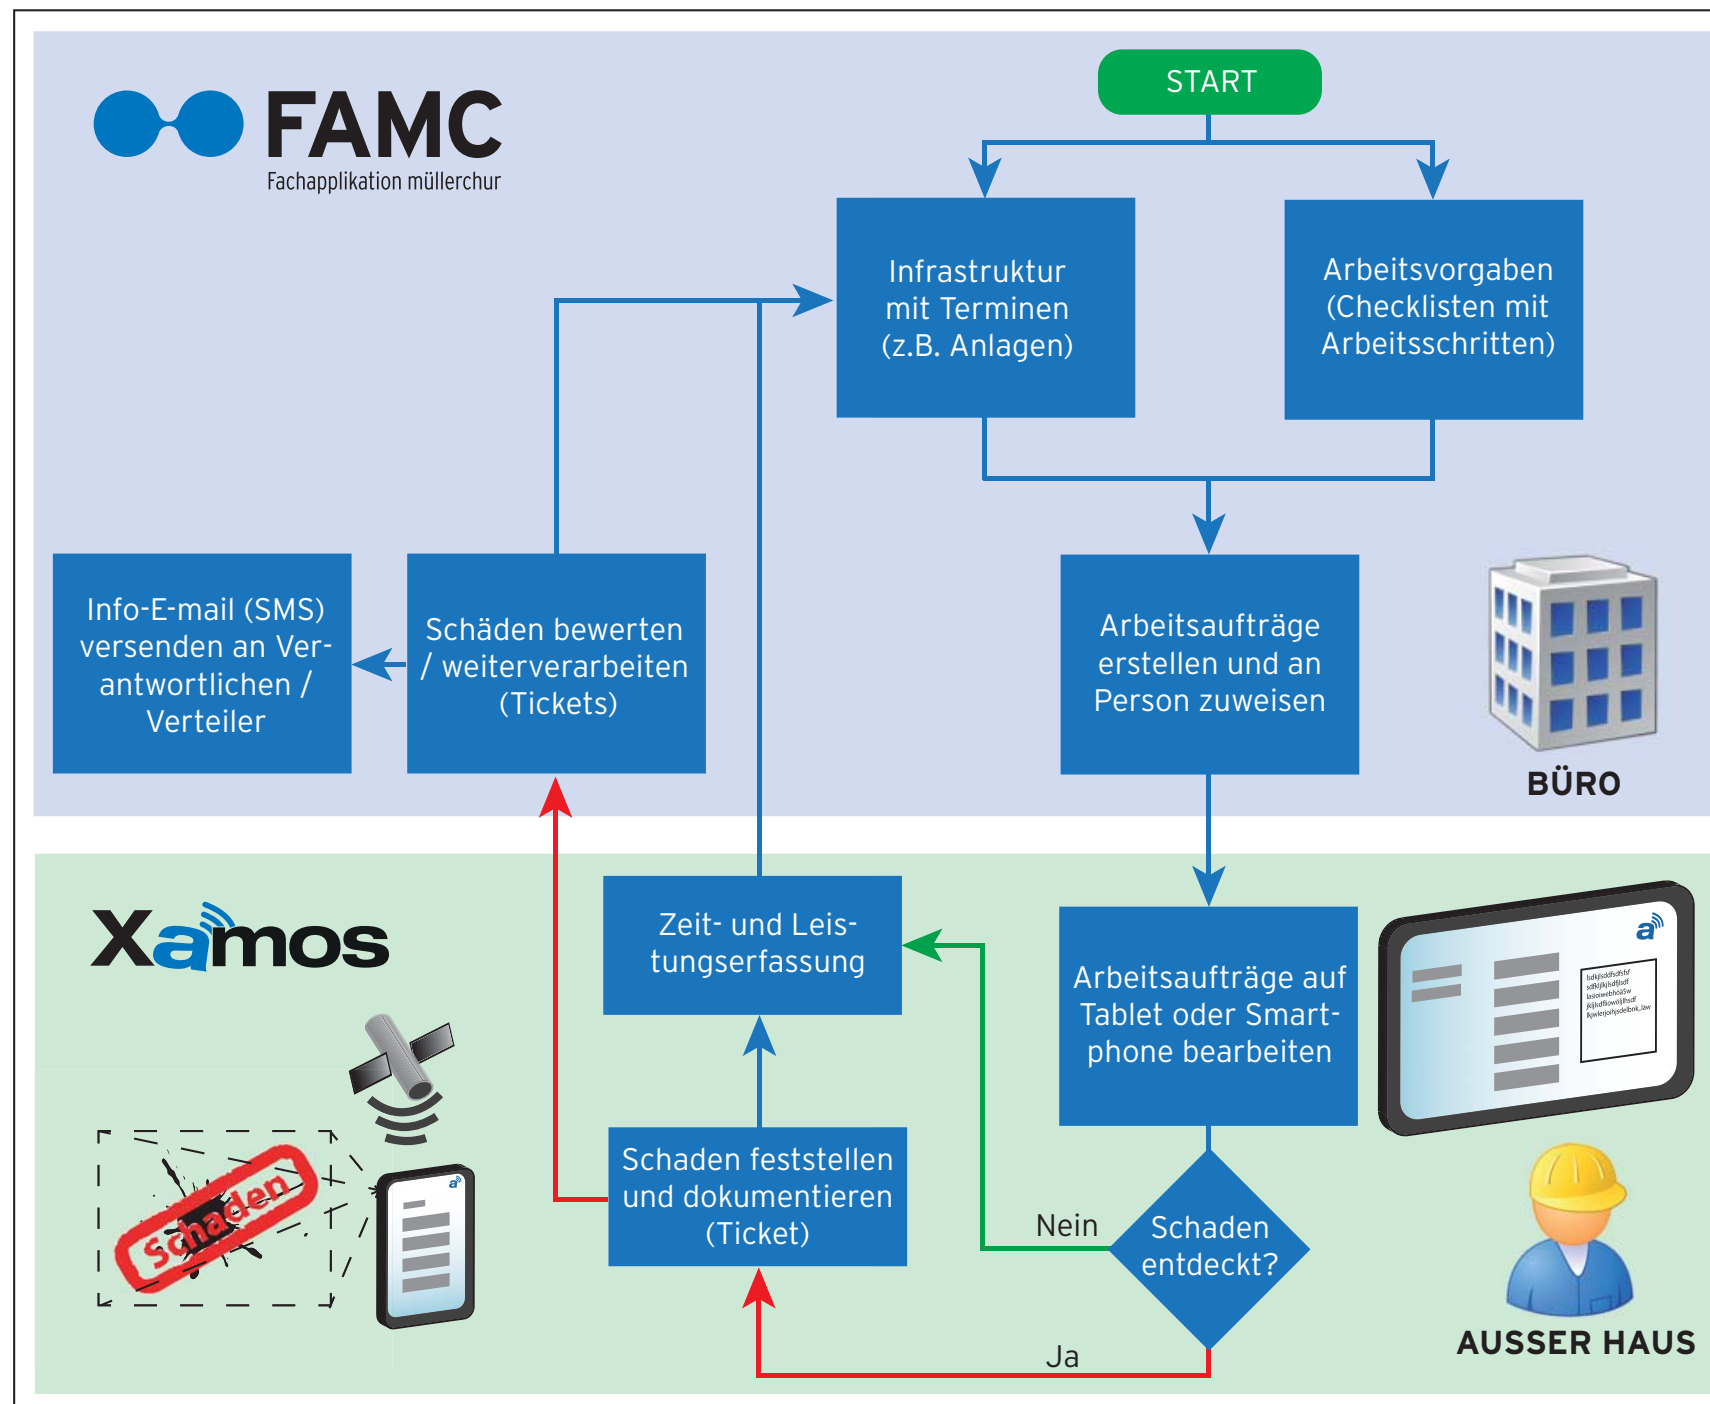 FAMC
Fachapplikation müllerchur
START
Infrastruktur
mit Terminen
(z.B. Anlagen)
Arbeitsvorgaben
(Checklisten mit
Arbeitsschritten)
Info-E-mail (SMS)
versenden an Ver-
antwortlichen /
Verteiler
Schäden bewerten
/ weiterverarbeiten
(Tickets)
Arbeitsaufträge
erstellen und an
Person zuweisen
BÜRO
Xamos
Zeit- und Leis-
tungserfassung
Arbeitsaufträge auf
Tablet oder Smart-
phone bearbeiten
a
Schaden
a
Schaden feststellen
und dokumentieren
(Ticket)
Nein
Schaden
entdeckt?
Ja
AUSSER HAUS